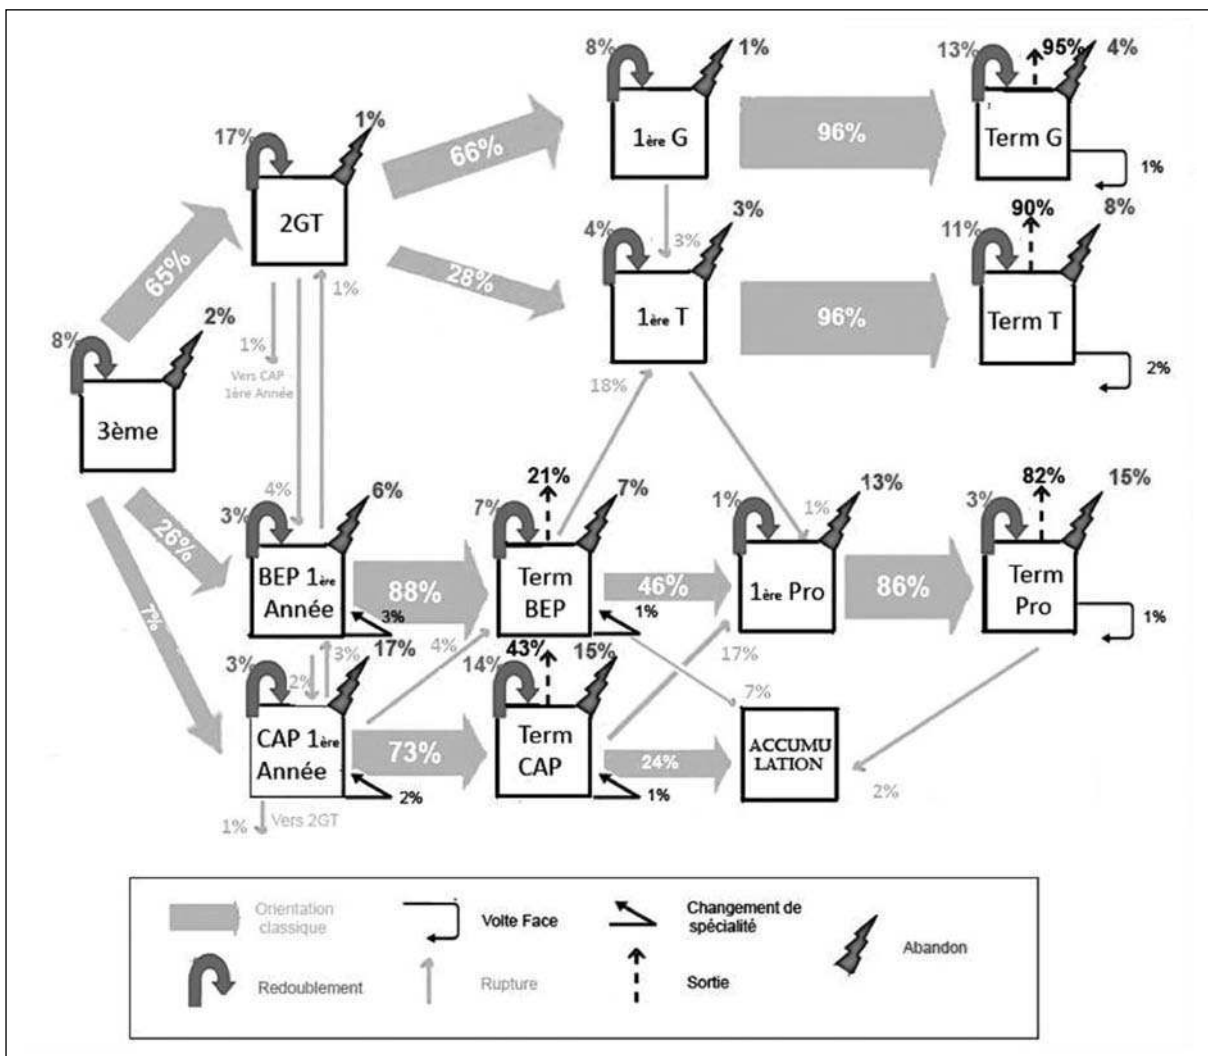 8%
1%
13%
95%
4%
1ère G
96%
Term G
1%
17%
1%
66%
2GT
3%
4%
3%
11%
90%
8%
65%
28%
1ère T
96%
Term T
2%
1%
1%
Vers CAP
1ère Année
18%
8%
2%
3ème
4%
3%
6%
7%
21%
7%
1%
13%
1%
3%
82%
15%
26%
BEP 1ère
Année
3%
88%
Term
BEP
1%
46%
1ère Pro
86%
Term
Pro
1%
7%
3%
2%
3%
17%
4%
14%
43%
15%
17%
7%
CAP 1ère
Année
2%
73%
Term
CAP
1%
24%
ACCUMU
LATION
2%
1%
Vers 2GT
Orientation
classique
Volte Face
Changement de
spécialité
Abandon
Redoublement
Rupture
Sortie